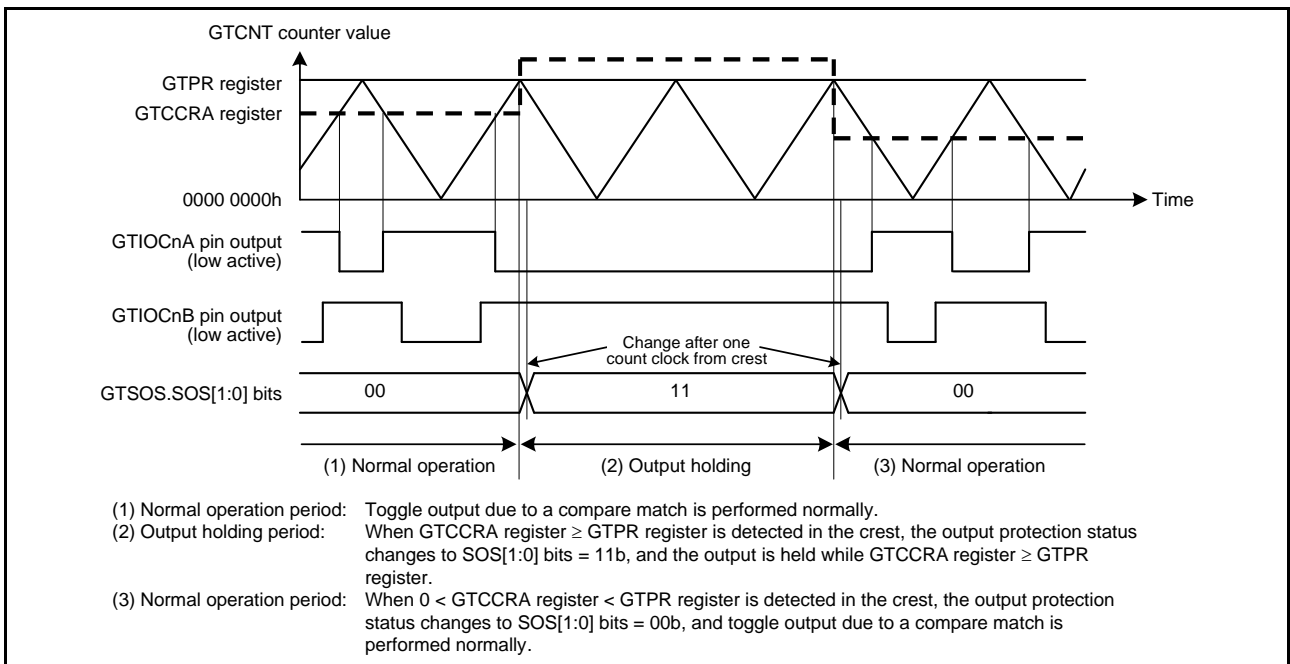 GTCNT counter value
GTPR register
GTCCRA register
0000 0000h
Time
GTIOCnA pin output
(low active)
GTIOCnB pin output
(low active)
Change after one
count clock from crest
GTSOS.SOS[1:0] bits
00
11
00
(1) Normal operation
(2) Output holding
(3) Normal operation
(1) Normal operation period: Toggle output due to a compare match is performed normally.
(2) Output holding period: When GTCCRA register ≥ GTPR register is detected in the crest, the output protection status
changes to SOS[1:0] bits = 11b, and the output is held while GTCCRA register ≥ GTPR
register.
(3) Normal operation period: When 0 < GTCCRA register < GTPR register is detected in the crest, the output protection
status changes to SOS[1:0] bits = 00b, and toggle output due to a compare match is
performed normally.